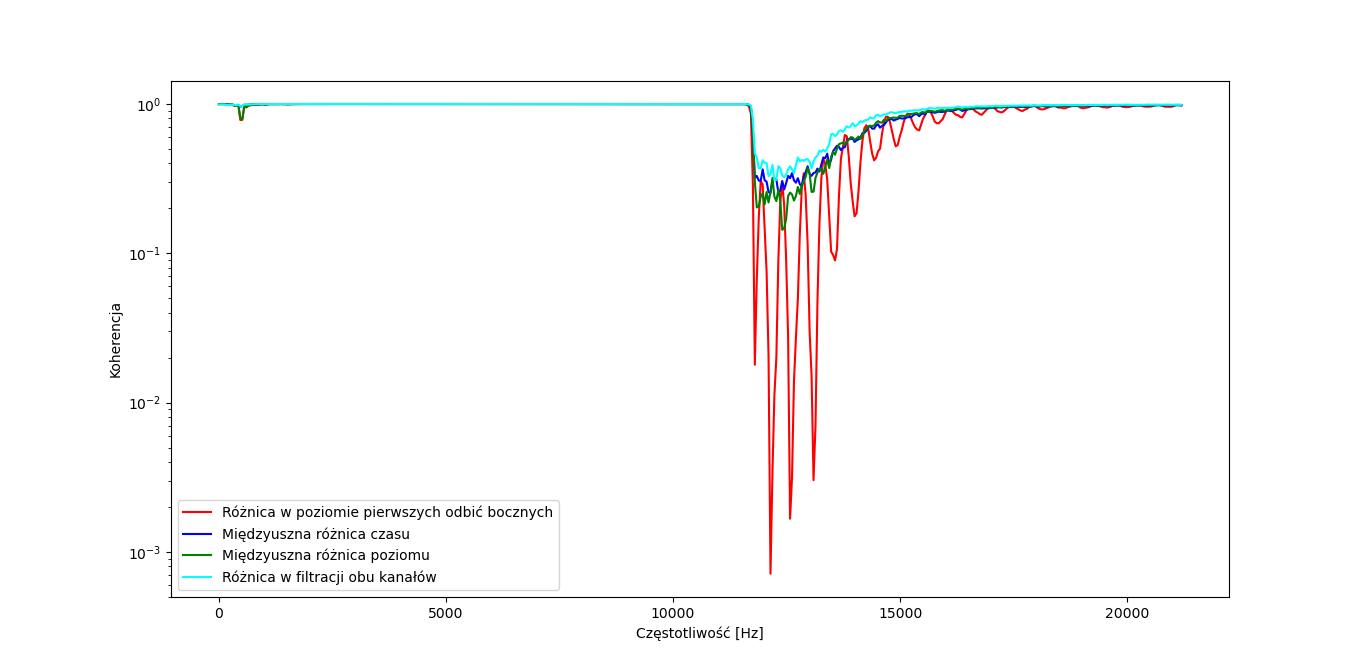 10⁰
10⁻¹
10⁻²
10⁻³
Koherencja
Różnica w poziomie pierwszych odbić bocznych
Międzyuszna różnica czasu
Międzyuszna różnica poziomu
Różnica w filtracji obu kanałów
0 5000 10000 15000 20000
Częstotliwość [Hz]